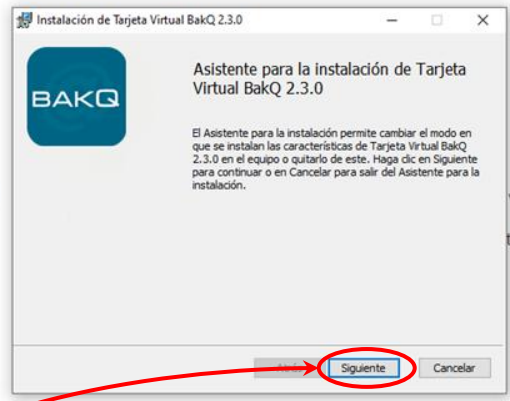 Instalación de Tarjeta Virtual BakQ 2.3.0
BAKQ
Asistente para la instalación de Tarjeta
Virtual BakQ 2.3.0
El Asistente para la instalación permite cambiar el modo en
que se instalan las características de Tarjeta Virtual BakQ
2.3.0 en el equipo o quitarlo de este. Haga clic en Siguiente
para continuar o en Cancelar para salir del Asistente para la
instalación.
Siguiente
Cancelar